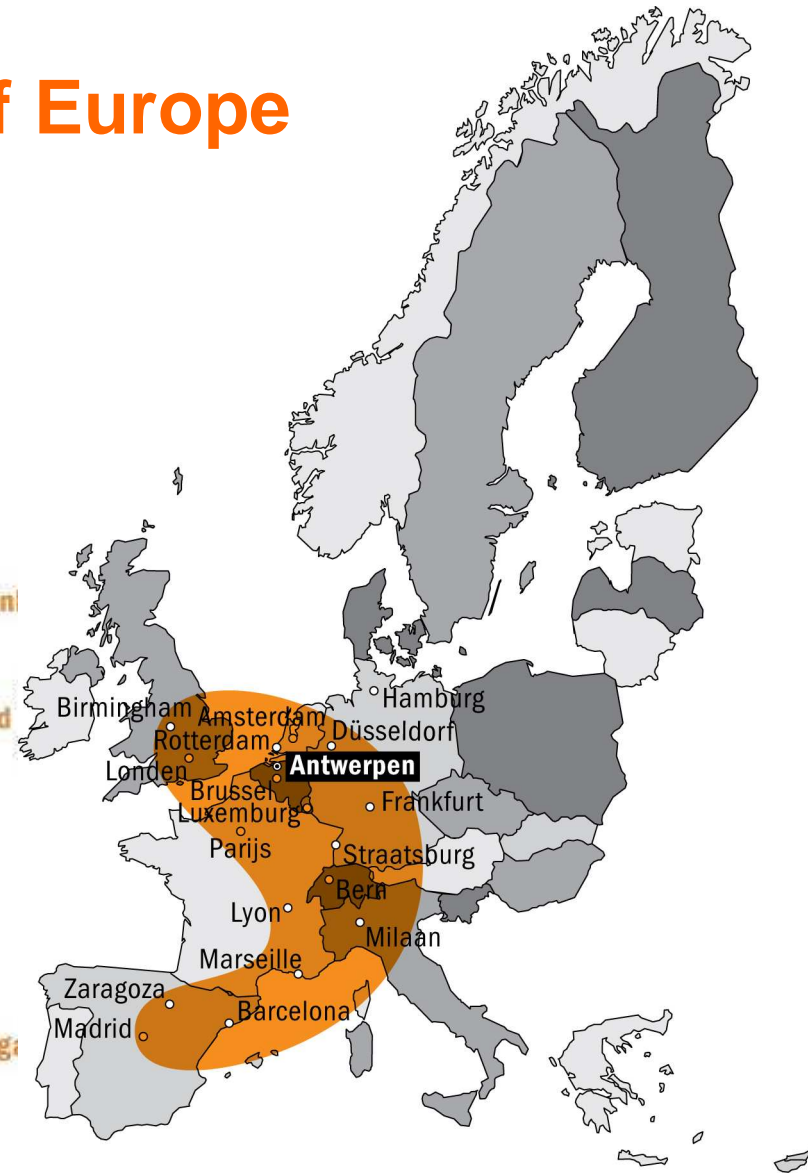 f Europe
Hamburg
Birmingham
Amsterdam
Düsseldorf
Rotterdam
Antwerpen
Londen
Brussel
Frankfurt
Luxemburg
Parijs
Straatsburg
Bern
Lyon
Milaan
Marseille
Zaragoza
Barcelona
Madrid